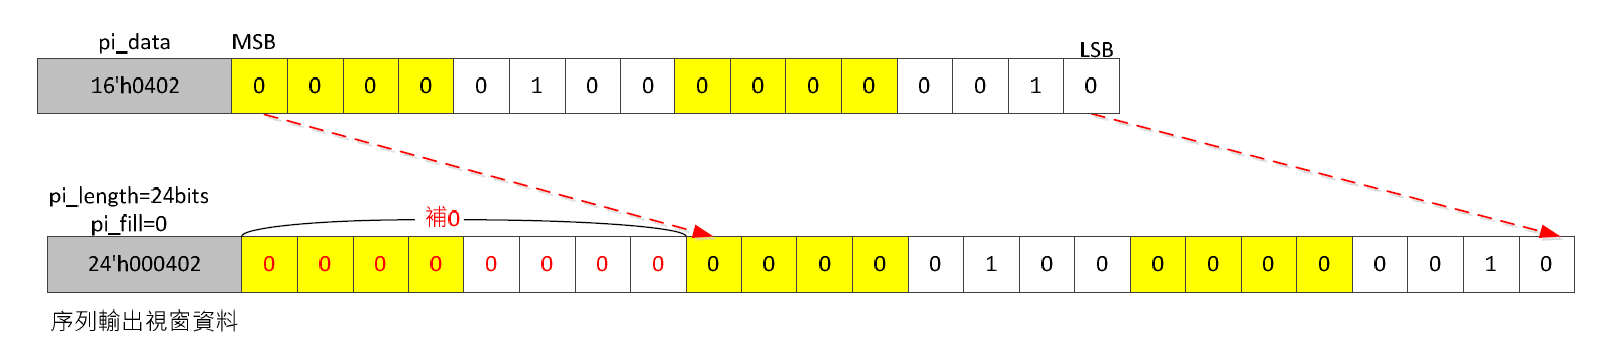 pi_data MSB LSB
16'h0402 0 0 0 0 0 1 0 0 0 0 0 0 0 0 1 0
pi_length=24bits
pi_fill=0 補0
24'h000402 0 0 0 0 0 0 0 0 0 0 0 0 0 1 0 0 0 0 0 0 0 0 1 0
序列輸出視窗資料